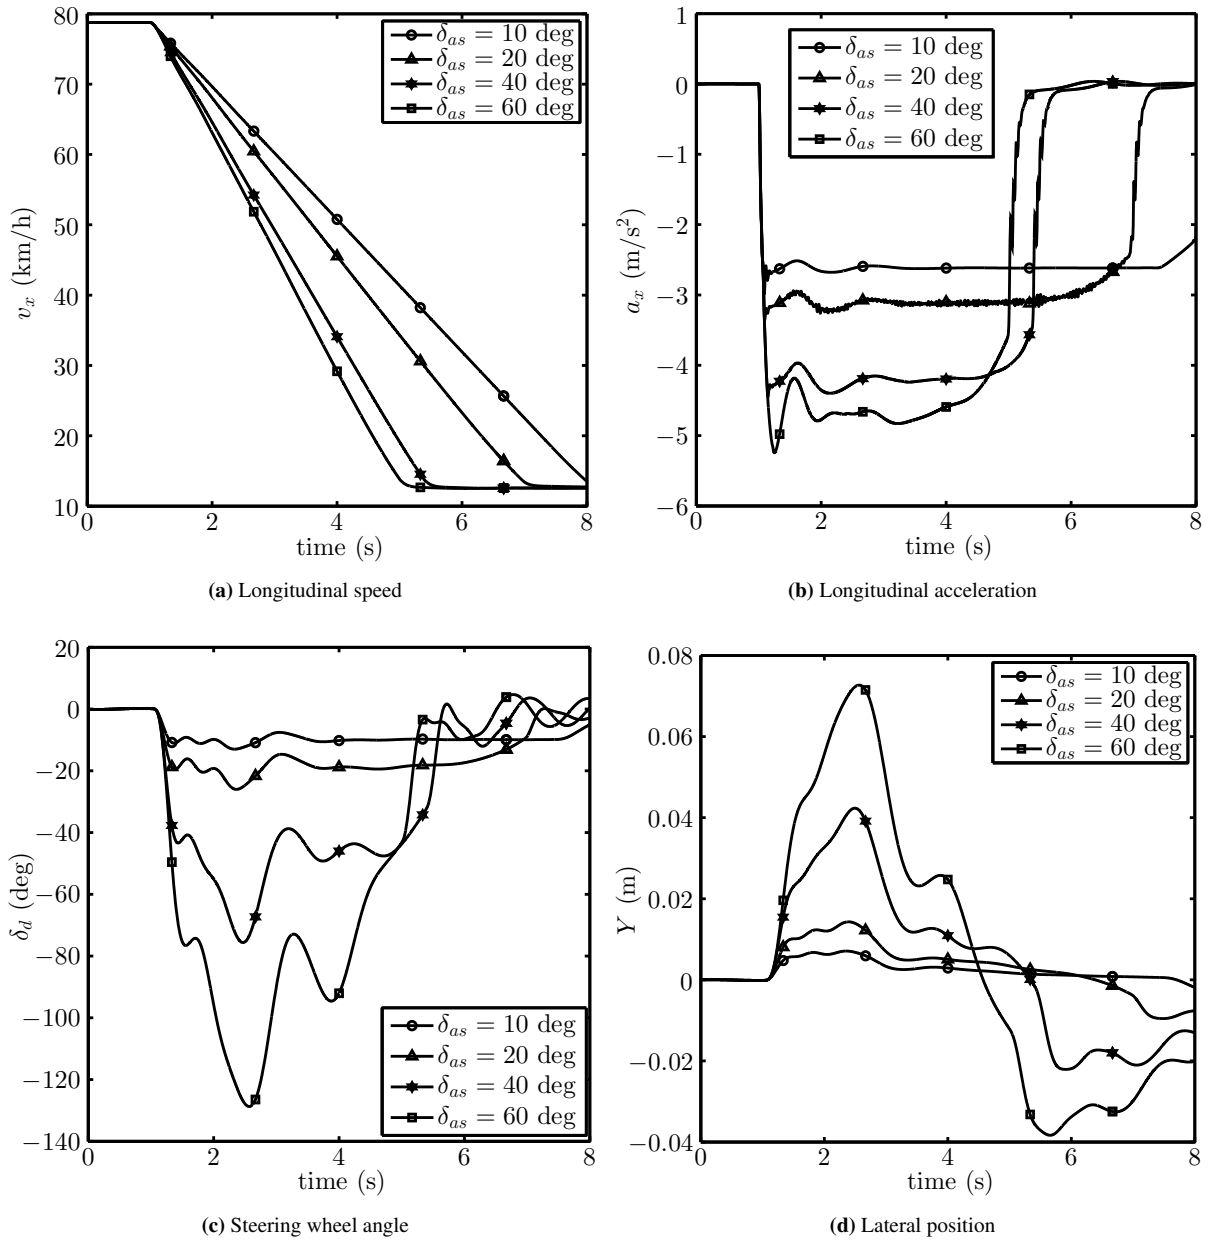 80
70
60
50
40
30
20
10
0
2
4
6
8
v_x (km/h)
time (s)
δ_as = 10 deg
δ_as = 20 deg
δ_as = 40 deg
δ_as = 60 deg
(a) Longitudinal speed
1
0
−1
−2
−3
−4
−5
−6
0
2
4
6
8
a_x (m/s²)
time (s)
δ_as = 10 deg
δ_as = 20 deg
δ_as = 40 deg
δ_as = 60 deg
(b) Longitudinal acceleration
20
0
−20
−40
−60
−80
−100
−120
−140
0
2
4
6
8
δ_d (deg)
time (s)
δ_as = 10 deg
δ_as = 20 deg
δ_as = 40 deg
δ_as = 60 deg
(c) Steering wheel angle
0.08
0.06
0.04
0.02
0
−0.02
−0.04
0
2
4
6
8
Y (m)
time (s)
δ_as = 10 deg
δ_as = 20 deg
δ_as = 40 deg
δ_as = 60 deg
(d) Lateral position